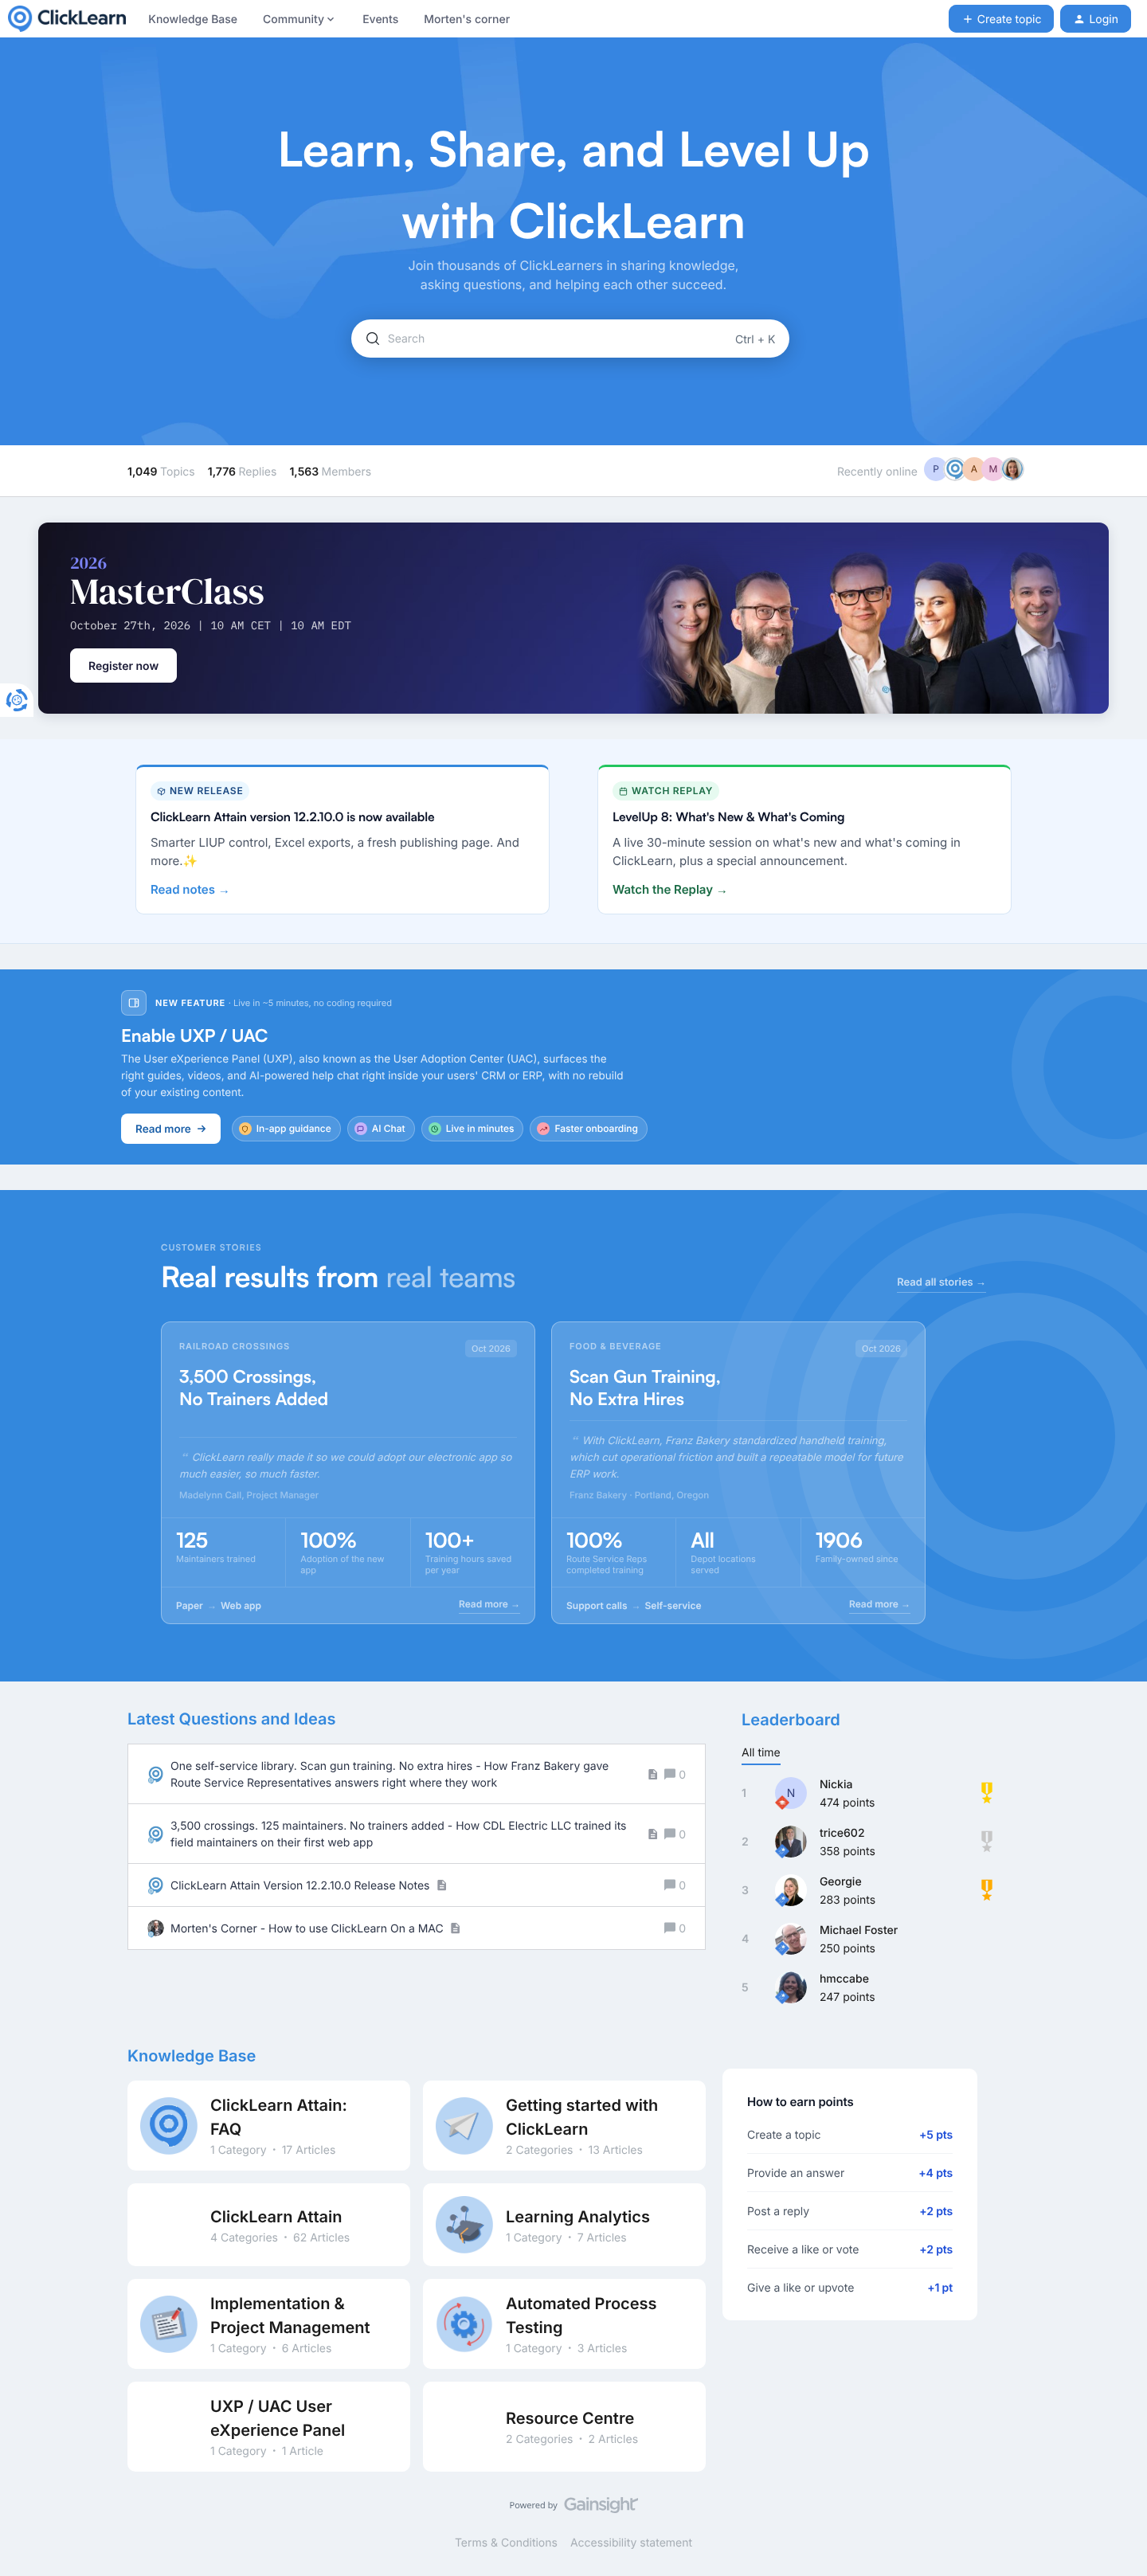 ClickLearn
Knowledge Base
Community
Events
Morten's corner
+ Create topic
Login
Learn, Share, and Level Up
with ClickLearn
Join thousands of ClickLearners in sharing knowledge,
asking questions, and helping each other succeed.
Search
Ctrl + K
1,049 Topics 1,776 Replies 1,563 Members
Recently online
P
A
M
2026
MasterClass
October 27th, 2026 | 10 AM CET | 10 AM EDT
Register now
NEW RELEASE
ClickLearn Attain version 12.2.10.0 is now available
Smarter LIUP control, Excel exports, a fresh publishing page. And
more.✨
Read notes →
WATCH REPLAY
LevelUp 8: What's New & What's Coming
A live 30-minute session on what's new and what's coming in
ClickLearn, plus a special announcement.
Watch the Replay →
NEW FEATURE · Live in ~5 minutes, no coding required
Enable UXP / UAC
The User eXperience Panel (UXP), also known as the User Adoption Center (UAC), surfaces the
right guides, videos, and AI-powered help chat right inside your users' CRM or ERP, with no rebuild
of your existing content.
Read more →
In-app guidance
AI Chat
Live in minutes
Faster onboarding
CUSTOMER STORIES
Real results from real teams
Read all stories →
RAILROAD CROSSINGS
Oct 2026
3,500 Crossings,
No Trainers Added
" ClickLearn really made it so we could adopt our electronic app so
much easier, so much faster.
Madelynn Call, Project Manager
125
Maintainers trained
100%
Adoption of the new
app
100+
Training hours saved
per year
Paper → Web app
Read more →
FOOD & BEVERAGE
Oct 2026
Scan Gun Training,
No Extra Hires
" With ClickLearn, Franz Bakery standardized handheld training,
which cut operational friction and built a repeatable model for future
ERP work.
Franz Bakery · Portland, Oregon
100%
Route Service Reps
completed training
All
Depot locations
served
1906
Family-owned since
Support calls → Self-service
Read more →
Latest Questions and Ideas
One self-service library. Scan gun training. No extra hires - How Franz Bakery gave
Route Service Representatives answers right where they work
0
3,500 crossings. 125 maintainers. No trainers added - How CDL Electric LLC trained its
field maintainers on their first web app
0
ClickLearn Attain Version 12.2.10.0 Release Notes
0
Morten's Corner - How to use ClickLearn On a MAC
0
Leaderboard
All time
1
N
Nickia
474 points
2
trice602
358 points
3
Georgie
283 points
4
Michael Foster
250 points
5
hmccabe
247 points
Knowledge Base
ClickLearn Attain:
FAQ
1 Category · 17 Articles
Getting started with
ClickLearn
2 Categories · 13 Articles
ClickLearn Attain
4 Categories · 62 Articles
Learning Analytics
1 Category · 7 Articles
Implementation &
Project Management
1 Category · 6 Articles
Automated Process
Testing
1 Category · 3 Articles
UXP / UAC User
eXperience Panel
1 Category · 1 Article
Resource Centre
2 Categories · 2 Articles
How to earn points
Create a topic +5 pts
Provide an answer +4 pts
Post a reply +2 pts
Receive a like or vote +2 pts
Give a like or upvote +1 pt
Powered by Gainsight
Terms & Conditions
Accessibility statement